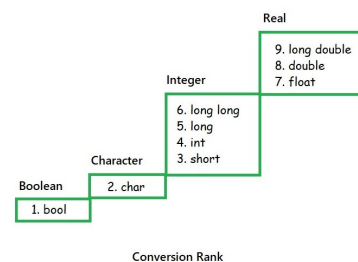 Real
9. long double
8. double
7. float
Integer
6. long long
5. long
4. int
3. short
Character
2. char
Boolean
1. bool
Conversion Rank